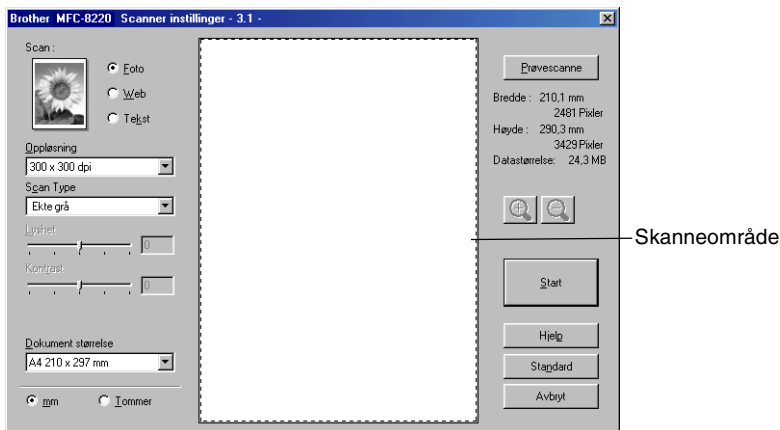 Brother MFC-8220 Scanner instillinger - 3.1 -
Scan :
Foto
Web
Tekst
Oppløsning
300 x 300 dpi
Scan Type
Ekte grå
Lyshet
0
Kontrast
0
Dokument størrelse
A4 210 x 297 mm
mm Tommer
Prøvescanne
Bredde : 210,1 mm
2481 Pixler
Høyde : 290,3 mm
3429 Pixler
Datastørrelse: 24,3 MB
Start
Hjelp
Standard
Avbryt
Skanneområde